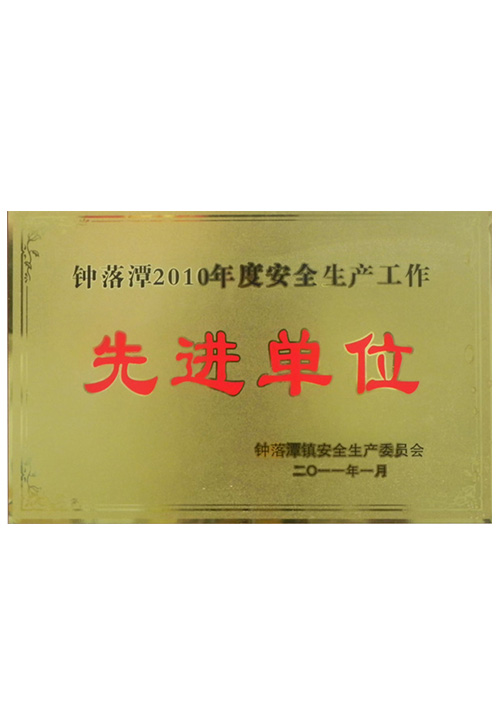 钟落潭2010年度安全生产工作
先进单位
钟落潭镇安全生产委员会
二〇一一年一月